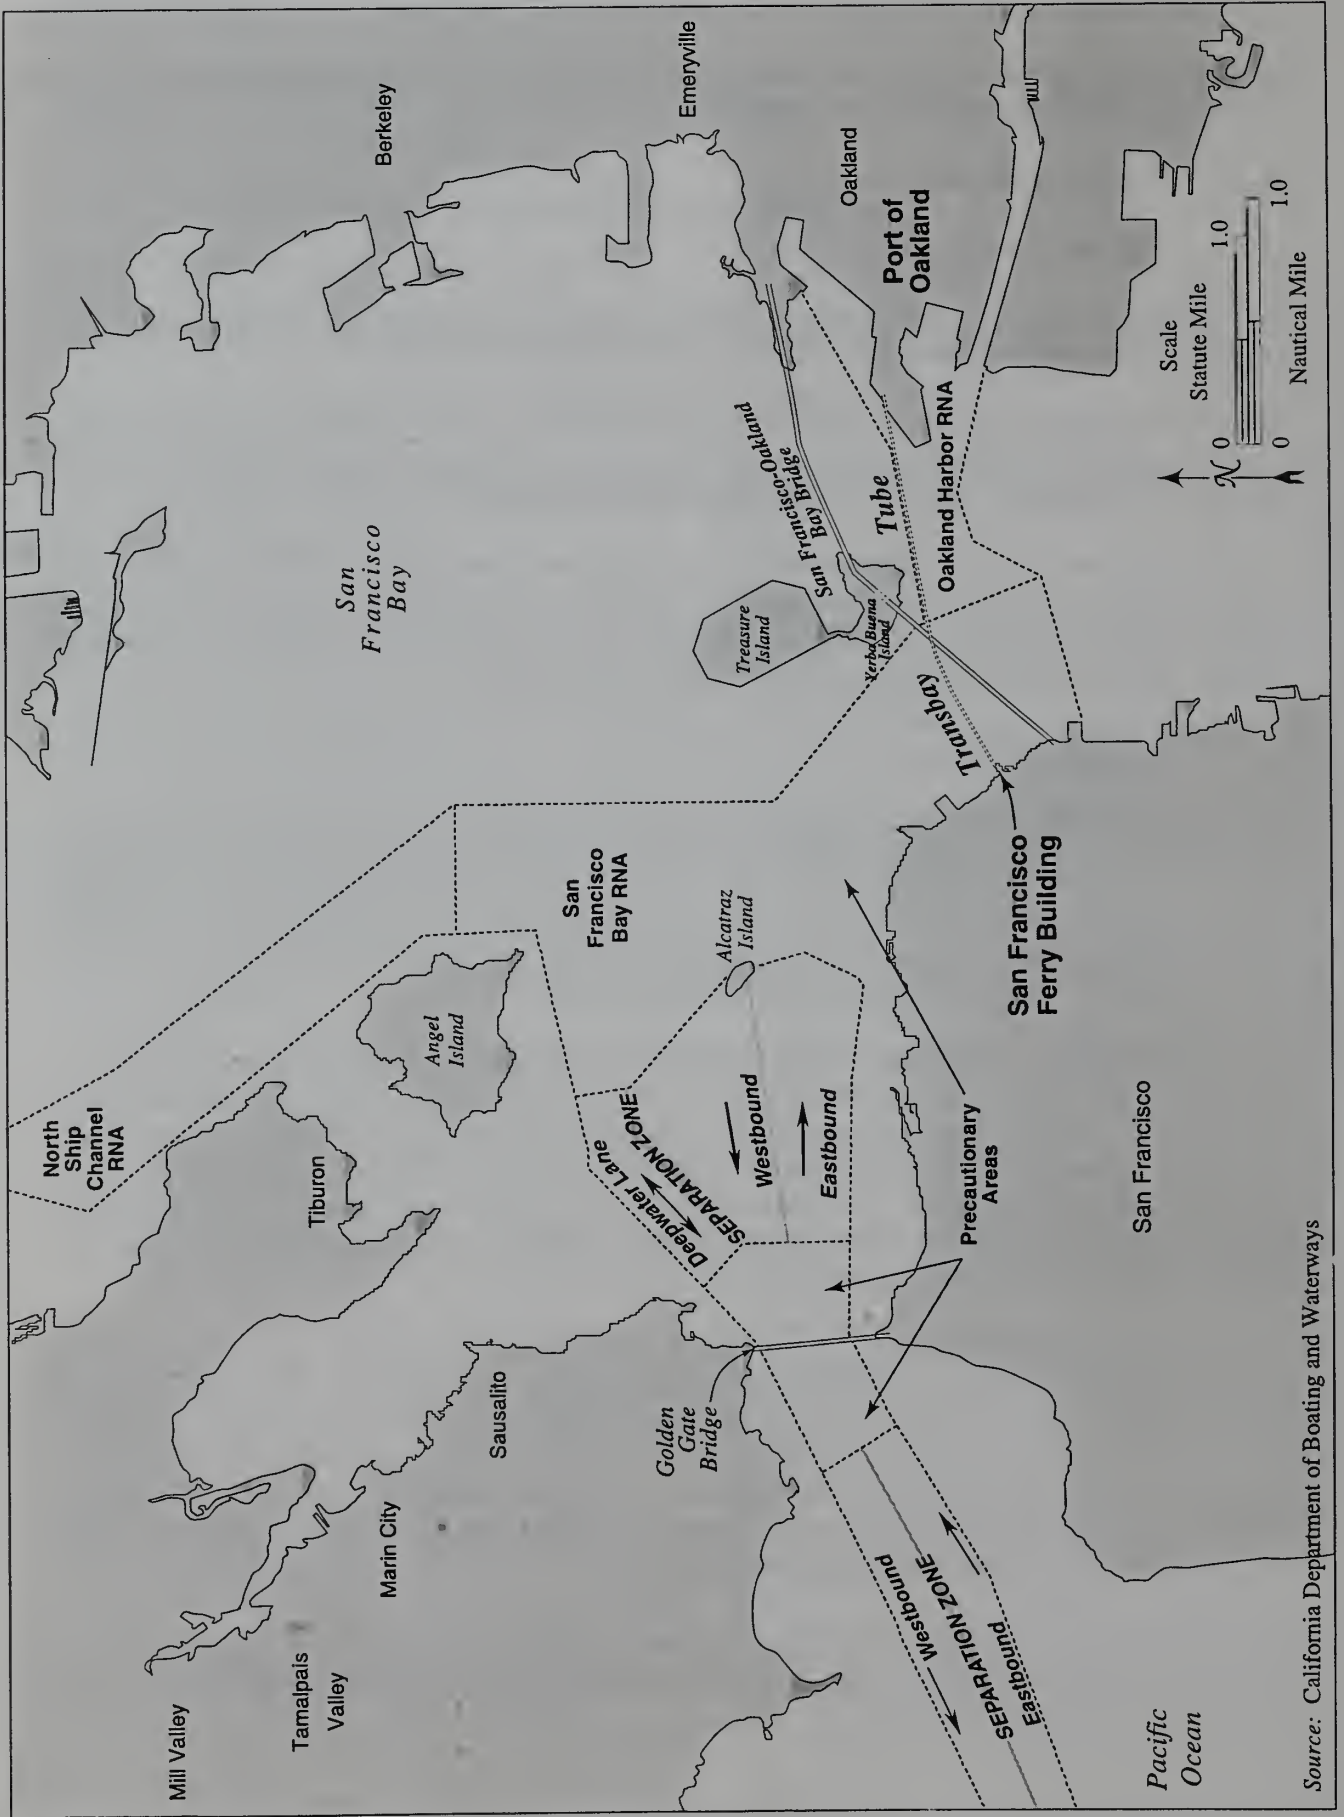 Mill Valley
Tamalpais
Valley
Marin City
Sausalito
Tiburon
North
Ship
Channel
RNA
Angel
Island
San
Francisco
Bay
Berkeley
Emeryville
Oakland
Port of
Oakland
Golden
Gate
Bridge
Deepwater Lane
SEPARATION ZONE
Westbound
Eastbound
Alcatraz
Island
San
Francisco
Bay RNA
Treasure
Island
Yerba Buena
Island
San Francisco-Oakland
Bay Bridge
Transbay
Tube
Oakland Harbor RNA
San Francisco
Ferry Building
Precautionary
Areas
San Francisco
Westbound
SEPARATION ZONE
Eastbound
Pacific
Ocean
N
Scale
Statute Mile
0
1.0
0
1.0
Nautical Mile
Source: California Department of Boating and Waterways